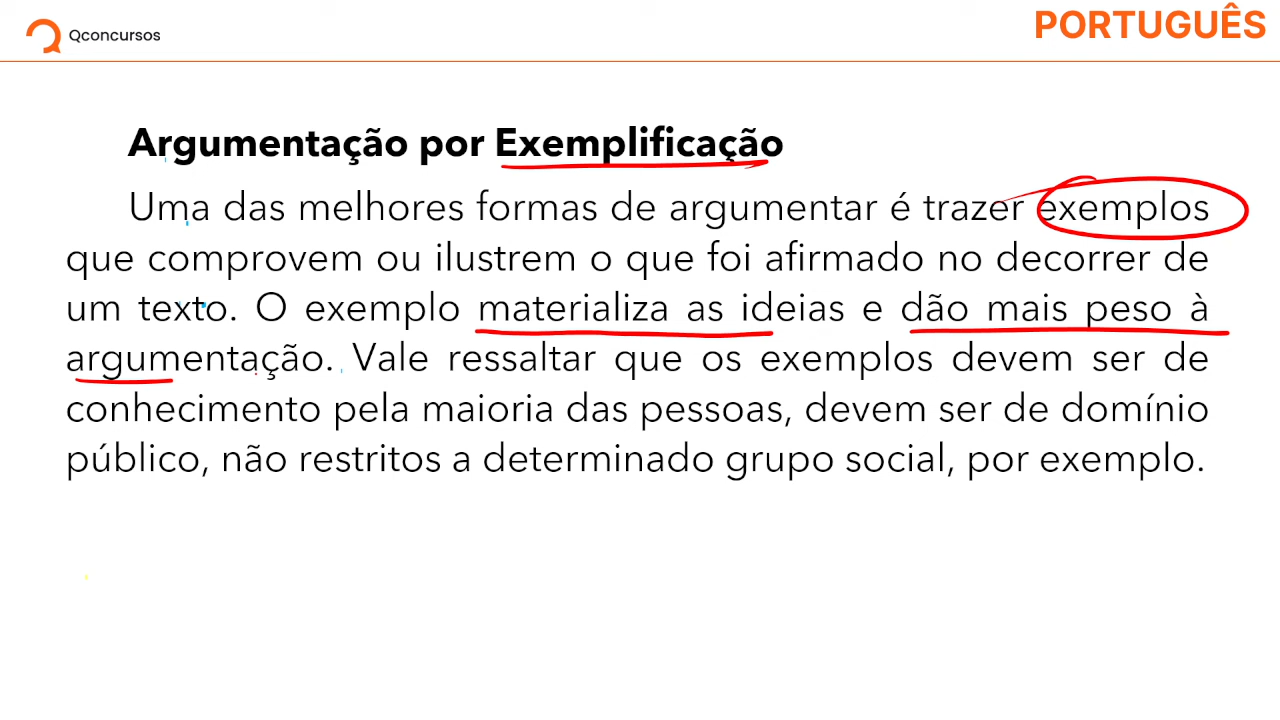 Qconcursos
PORTUGUÊS
Argumentação por Exemplificação
Uma das melhores formas de argumentar é trazer exemplos
que comprovem ou ilustrem o que foi afirmado no decorrer de
um texto. O exemplo materializa as ideias e dão mais peso à
argumentação. Vale ressaltar que os exemplos devem ser de
conhecimento pela maioria das pessoas, devem ser de domínio
público, não restritos a determinado grupo social, por exemplo.